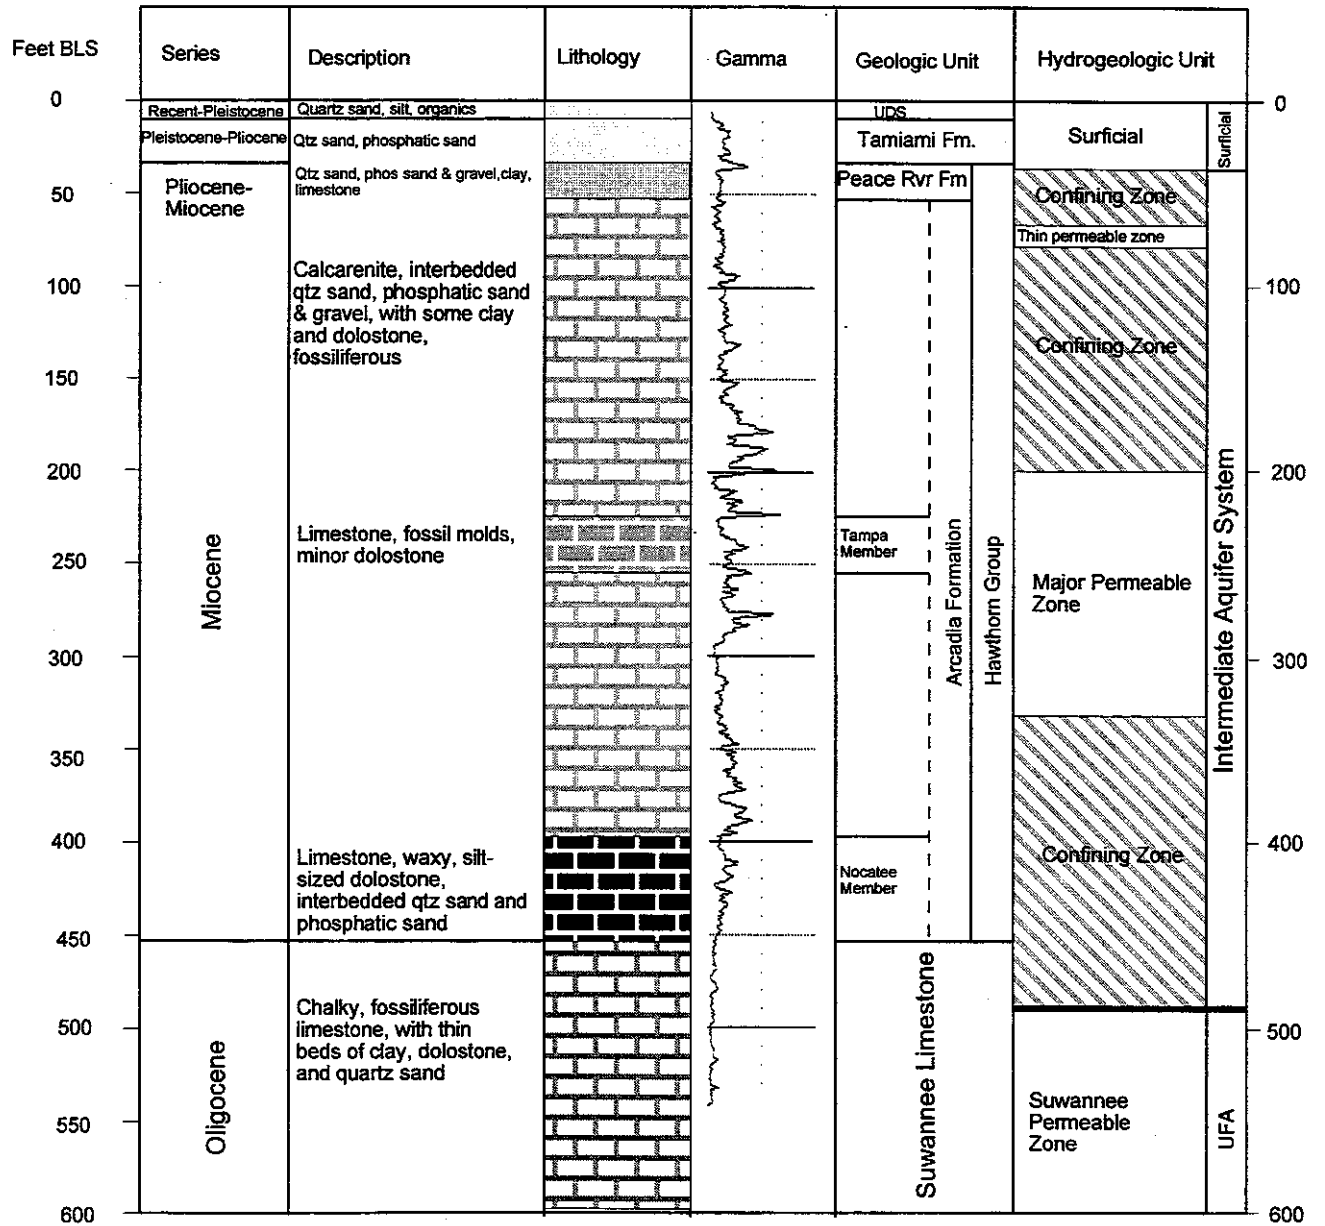 Feet BLS
Series
Description
Lithology
Gamma
Geologic Unit
Hydrogeologic Unit
0
Recent-Pleistocene
Quartz sand, silt, organics
UDS
0
Pleistocene-Pliocene
Qtz sand, phosphatic sand
Tamiami Fm.
Surficial
Surficial
Pliocene-
Miocene
Qtz sand, phos sand & gravel,clay,
limestone
Peace Rvr Fm
Confining Zone
50
Thin permeable zone
Calcarenite, interbedded
qtz sand, phosphatic sand
& gravel, with some clay
and dolostone,
fossiliferous
100
100
Confining Zone
150
200
200
Miocene
Limestone, fossil molds,
minor dolostone
Tampa
Member
Arcadia Formation
Hawthorn Group
Major Permeable
Zone
Intermediate Aquifer System
250
300
300
350
400
400
Limestone, waxy, silt-
sized dolostone,
interbedded qtz sand and
phosphatic sand
Nocatee
Member
Confining Zone
450
Oligocene
Chalky, fossiliferous
limestone, with thin
beds of clay, dolostone,
and quartz sand
Suwannee Limestone
500
500
Suwannee
Permeable
Zone
UFA
550
600
600